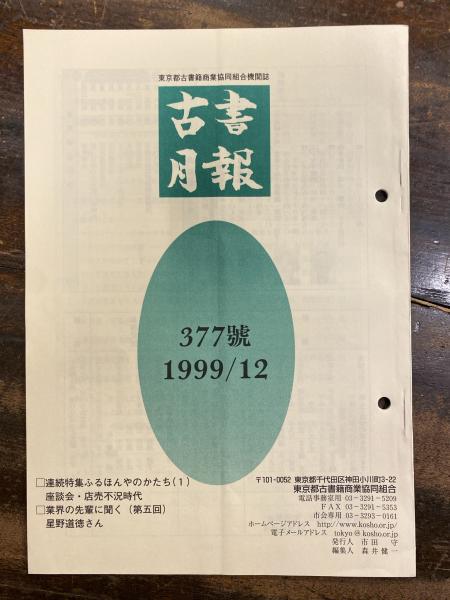 東京都古書籍商業協同組合機関誌
古書
月報
377號
1999/12
□連続特集ふるほんやのかたち(1)
座談会・店売不況時代
□業界の先輩に聞く（第五回）
星野道徳さん
〒101-0052 東京都千代田区神田小川町3-22
東京都古書籍商業協同組合
電話事務室用 03-3291-5209
FAX 03-3291-5353
市会専用 03-3293-0161
ホームページアドレス http://www.kosho.or.jp
電子メールアドレス tokyo@kosho.or.jp
発行人 市田 守
編集人 森井健一